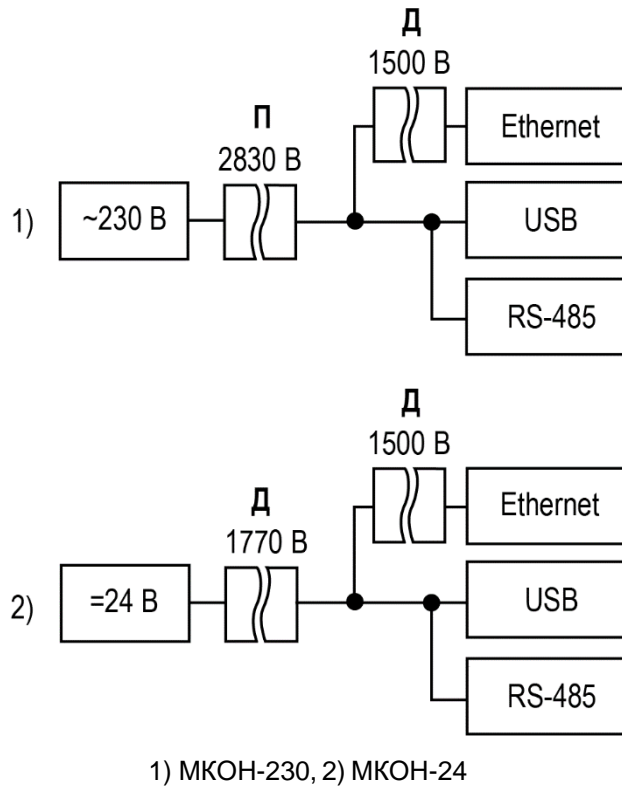 Д
1500 В
Ethernet
П
2830 В
1)
~230 В
USB
RS-485
Д
1500 В
Ethernet
Д
1770 В
2)
=24 В
USB
RS-485
1) МКОН-230, 2) МКОН-24